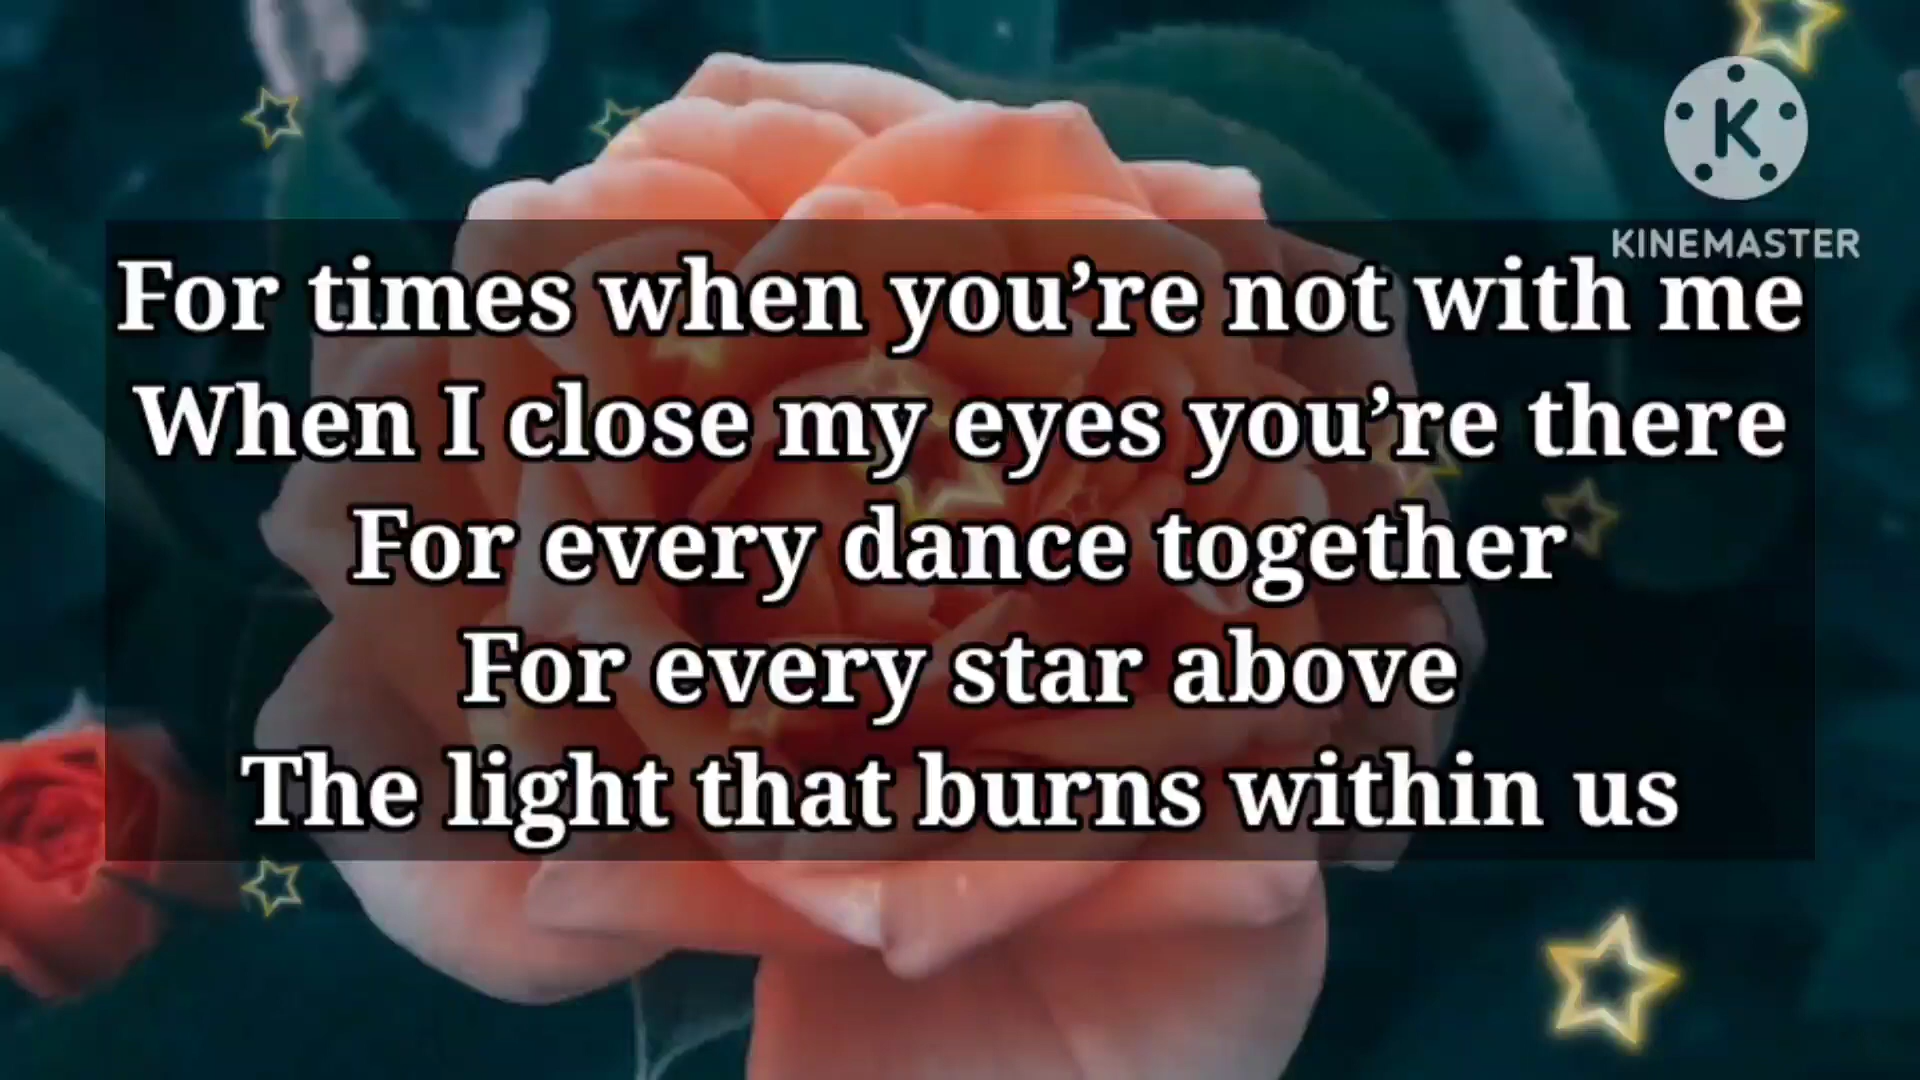 K
KINEMASTER
For times when you’re not with me
When I close my eyes you’re there
For every dance together
For every star above
The light that burns within us